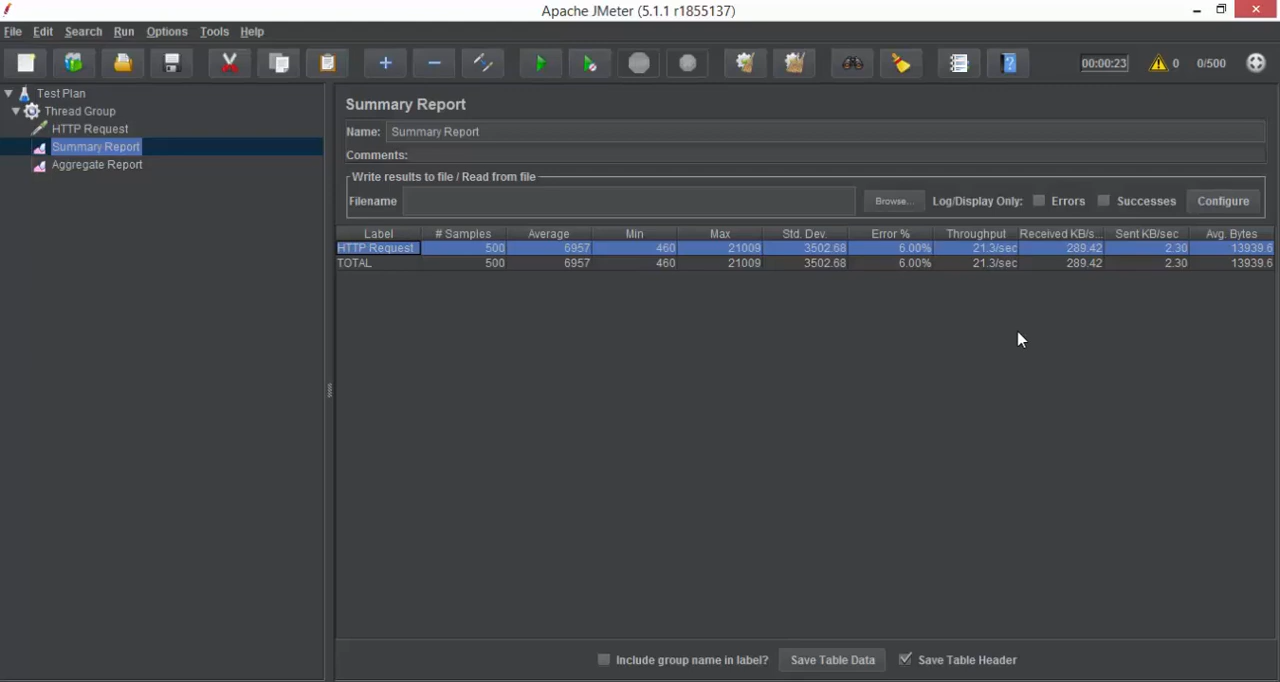 Apache JMeter (5.1.1 r1855137)
File Edit Search Run Options Tools Help
00:00:23 0 0/500
Test Plan
Thread Group
HTTP Request
Summary Report
Aggregate Report
Summary Report
Name: Summary Report
Comments:
Write results to file / Read from file
Filename Browse... Log/Display Only: Errors Successes Configure
Label # Samples Average Min Max Std. Dev. Error % Throughput Received KB/s... Sent KB/sec Avg. Bytes
HTTP Request 500 6957 460 21009 3502.68 6.00% 21.3/sec 289.42 2.30 13939.6
TOTAL 500 6957 460 21009 3502.68 6.00% 21.3/sec 289.42 2.30 13939.6
Include group name in label? Save Table Data Save Table Header